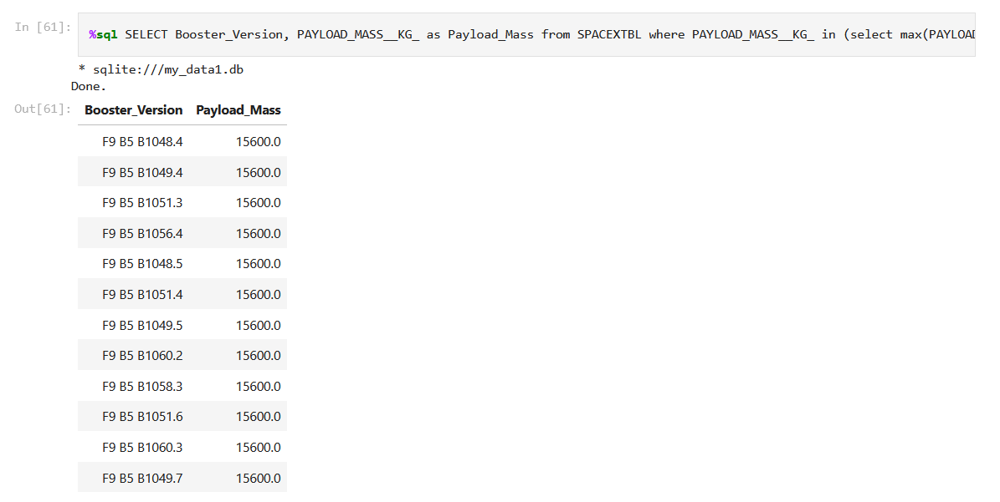 In [61]:
%sql SELECT Booster_Version, PAYLOAD_MASS__KG_ as Payload_Mass from SPACEXTBL where PAYLOAD_MASS__KG_ in (select max(PAYLOAD
* sqlite:///my_data1.db
Done.
Out[61]:
Booster_Version Payload_Mass
F9 B5 B1048.4 15600.0
F9 B5 B1049.4 15600.0
F9 B5 B1051.3 15600.0
F9 B5 B1056.4 15600.0
F9 B5 B1048.5 15600.0
F9 B5 B1051.4 15600.0
F9 B5 B1049.5 15600.0
F9 B5 B1060.2 15600.0
F9 B5 B1058.3 15600.0
F9 B5 B1051.6 15600.0
F9 B5 B1060.3 15600.0
F9 B5 B1049.7 15600.0